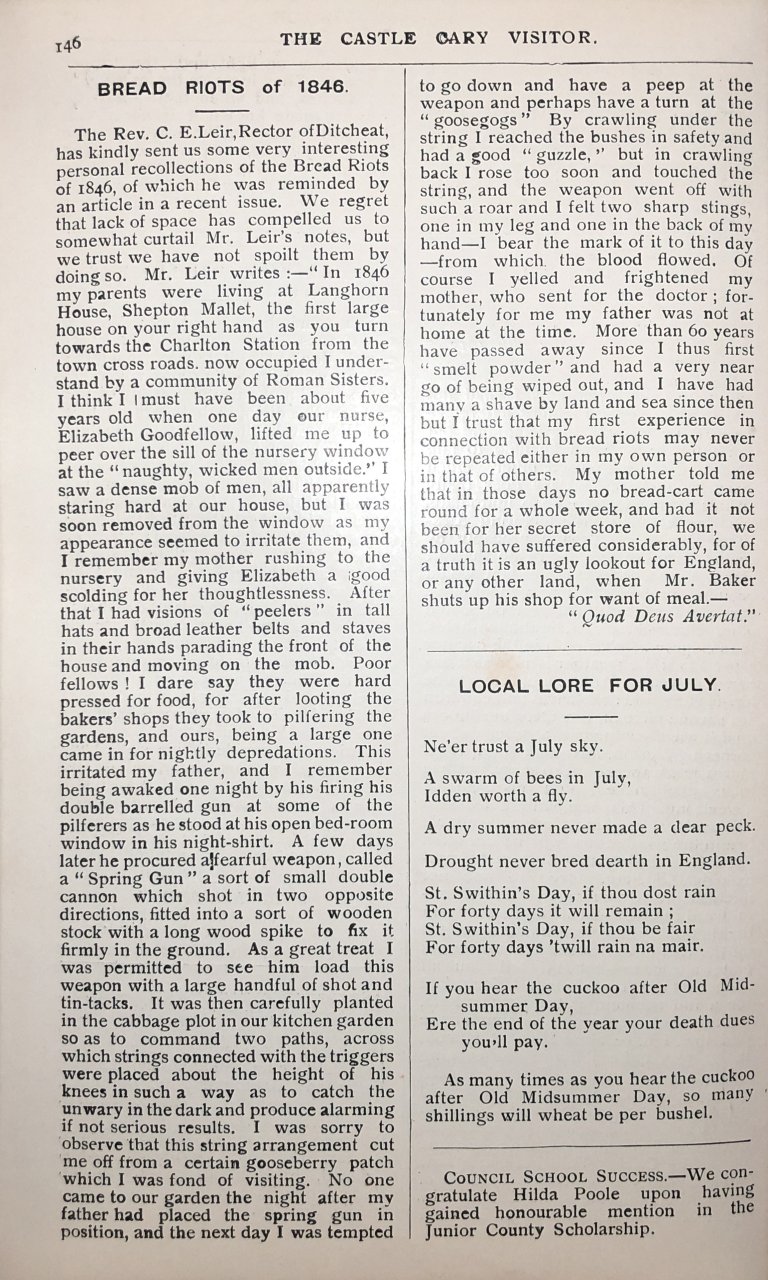 146
THE CASTLE CARY VISITOR.
BREAD RIOTS of 1846.
The Rev. C. E.Leir,Rector ofDitcheat,
has kindly sent us some very interesting
personal recollections of the Bread Riots
of 1846, of which he was reminded by
an article in a recent issue. We regret
that lack of space has compelled us to
somewhat curtail Mr. Leir's notes, but
we trust we have not spoilt them by
doing so. Mr. Leir writes :—"In 1846
my parents were living at Langhorn
House, Shepton Mallet, the first large
house on your right hand as you turn
towards the Charlton Station from the
town cross roads. now occupied I under-
stand by a community of Roman Sisters.
I think I must have been about five
years old when one day our nurse,
Elizabeth Goodfellow, lifted me up to
peer over the sill of the nursery window
at the "naughty, wicked men outside.'' I
saw a dense mob of men, all apparently
staring hard at our house, but I was
soon removed from the window as my
appearance seemed to irritate them, and
I remember my mother rushing to the
nursery and giving Elizabeth a good
scolding for her thoughtlessness. After
that I had visions of "peelers" in tall
hats and broad leather belts and staves
in their hands parading the front of the
house and moving on the mob. Poor
fellows ! I dare say they were hard
pressed for food, for after looting the
bakers' shops they took to pilfering the
gardens, and ours, being a large one
came in for nightly depredations. This
irritated my father, and I remember
being awaked one night by his firing his
double barrelled gun at some of the
pilferers as he stood at his open bed-room
window in his night-shirt. A few days
later he procured a fearful weapon, called
a "Spring Gun" a sort of small double
cannon which shot in two opposite
directions, fitted into a sort of wooden
stock with a long wood spike to fix it
firmly in the ground. As a great treat I
was permitted to see him load this
weapon with a large handful of shot and
tin-tacks. It was then carefully planted
in the cabbage plot in our kitchen garden
so as to command two paths, across
which strings connected with the triggers
were placed about the height of his
knees in such a way as to catch the
unwary in the dark and produce alarming
if not serious results. I was sorry to
observe that this string arrangement cut
me off from a certain gooseberry patch
which I was fond of visiting. No one
came to our garden the night after my
father had placed the spring gun in
position, and the next day I was tempted
to go down and have a peep at the
weapon and perhaps have a turn at the
"goosegogs" By crawling under the
string I reached the bushes in safety and
had a good "guzzle," but in crawling
back I rose too soon and touched the
string, and the weapon went off with
such a roar and I felt two sharp stings,
one in my leg and one in the back of my
hand—I bear the mark of it to this day
—from which the blood flowed. Of
course I yelled and frightened my
mother, who sent for the doctor ; for-
tunately for me my father was not at
home at the time. More than 60 years
have passed away since I thus first
"smelt powder" and had a very near
go of being wiped out, and I have had
many a shave by land and sea since then
but I trust that my first experience in
connection with bread riots may never
be repeated either in my own person or
in that of others. My mother told me
that in those days no bread-cart came
round for a whole week, and had it not
been for her secret store of flour, we
should have suffered considerably, for of
a truth it is an ugly lookout for England,
or any other land, when Mr. Baker
shuts up his shop for want of meal.—
"Quod Deus Avertat."
LOCAL LORE FOR JULY.
Ne'er trust a July sky.
A swarm of bees in July,
Idden worth a fly.
A dry summer never made a dear peck.
Drought never bred dearth in England.
St. Swithin's Day, if thou dost rain
For forty days it will remain ;
St. Swithin's Day, if thou be fair
For forty days 'twill rain na mair.
If you hear the cuckoo after Old Mid-
summer Day,
Ere the end of the year your death dues
you'll pay.
As many times as you hear the cuckoo
after Old Midsummer Day, so many
shillings will wheat be per bushel.
COUNCIL SCHOOL SUCCESS.—We con-
gratulate Hilda Poole upon having
gained honourable mention in the
Junior County Scholarship.